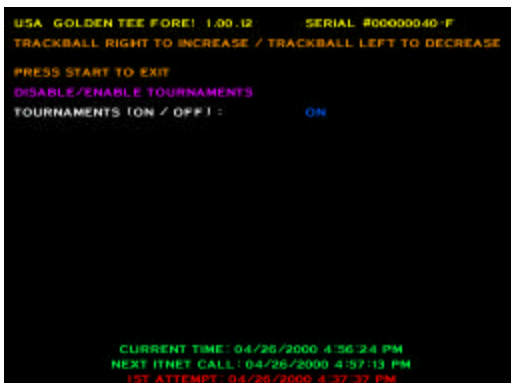 USA GOLDEN TEE FORE! 1.00.12 SERIAL #00000040-F
TRACKBALL RIGHT TO INCREASE / TRACKBALL LEFT TO DECREASE
PRESS START TO EXIT
DISABLE/ENABLE TOURNAMENTS
TOURNAMENTS (ON / OFF) : ON
CURRENT TIME: 04/26/2000 4:56:24 PM
NEXT ITNET CALL: 04/26/2000 4:57:13 PM
1ST ATTEMPT: 04/26/2000 4:37:37 PM